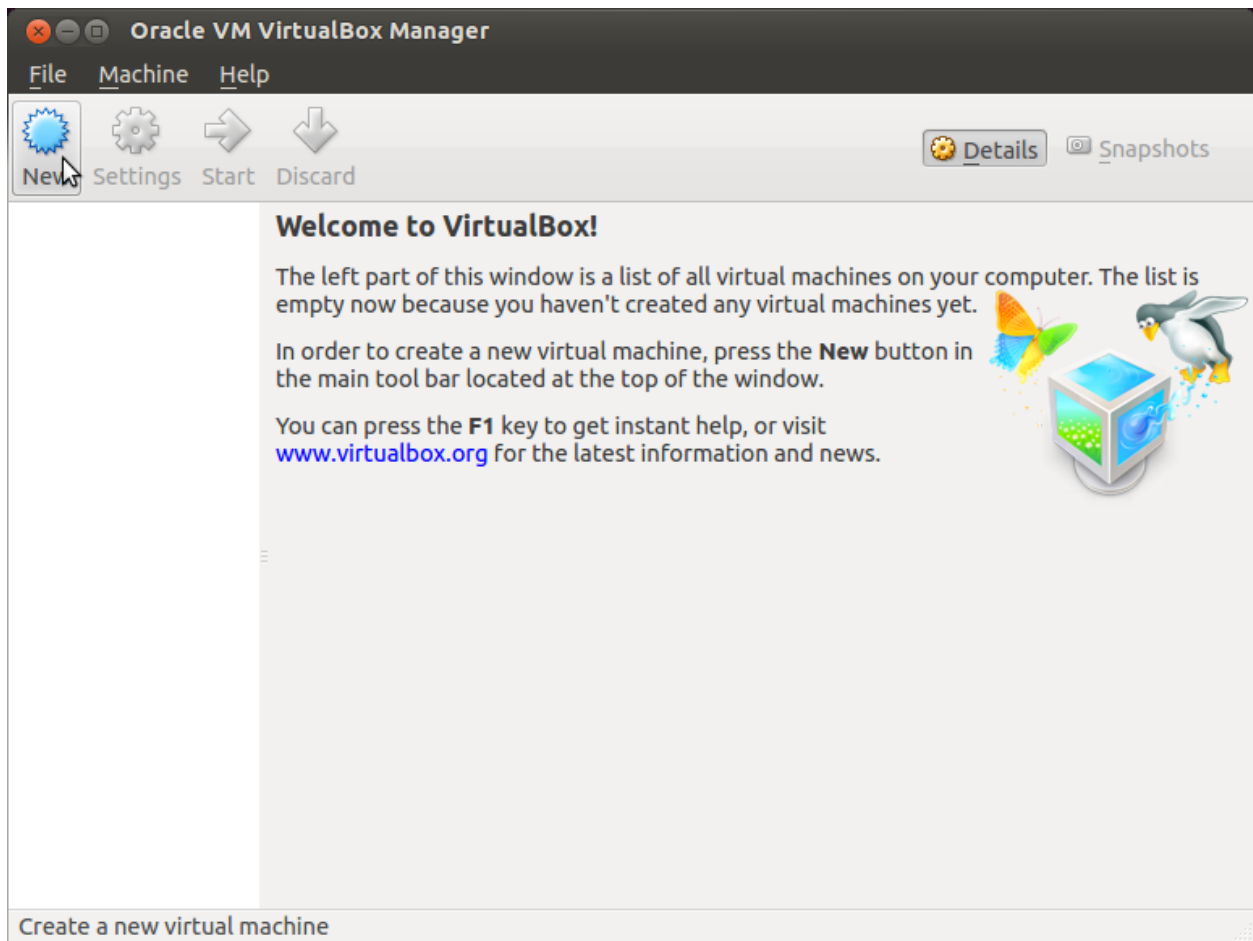 Oracle VM VirtualBox Manager
File Machine Help
New Settings Start Discard Details Snapshots
Welcome to VirtualBox!
The left part of this window is a list of all virtual machines on your computer. The list is
empty now because you haven't created any virtual machines yet.
In order to create a new virtual machine, press the New button in
the main tool bar located at the top of the window.
You can press the F1 key to get instant help, or visit
www.virtualbox.org for the latest information and news.
Create a new virtual machine